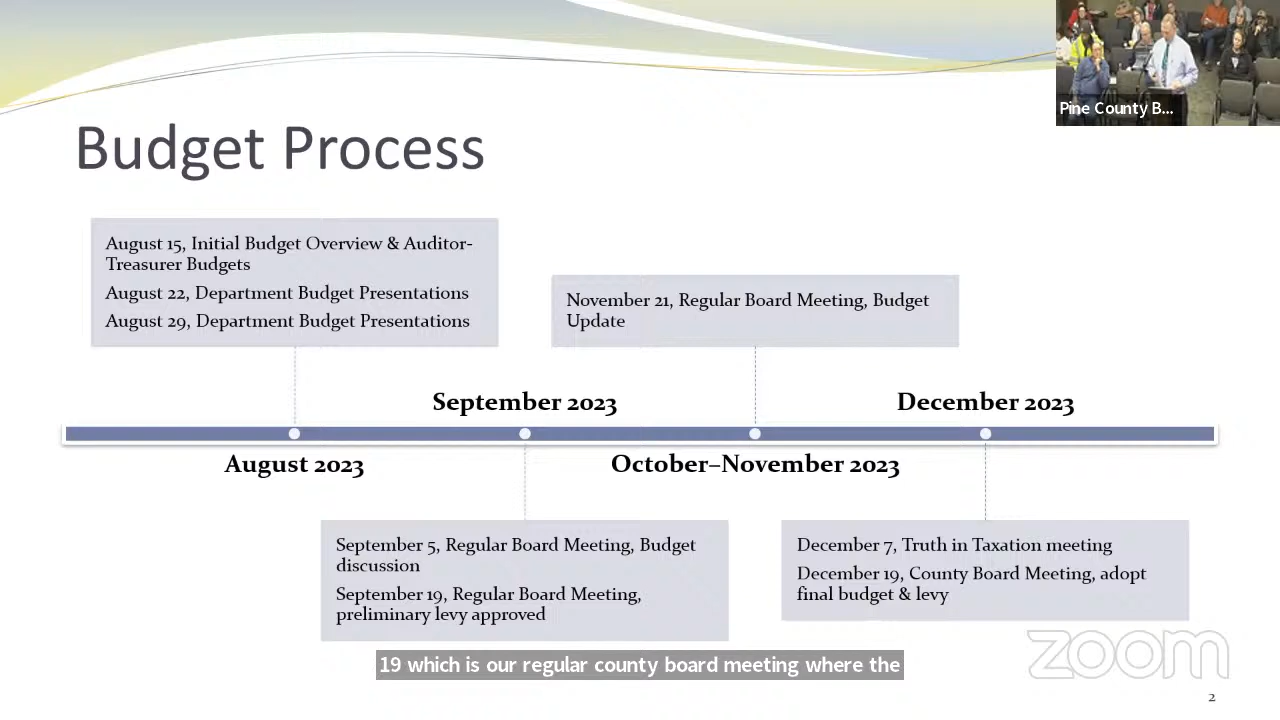 Pine County B...
Budget Process
August 15, Initial Budget Overview & Auditor-
Treasurer Budgets
August 22, Department Budget Presentations
August 29, Department Budget Presentations
November 21, Regular Board Meeting, Budget
Update
September 2023
December 2023
August 2023
October–November 2023
September 5, Regular Board Meeting, Budget
discussion
September 19, Regular Board Meeting,
preliminary levy approved
December 7, Truth in Taxation meeting
December 19, County Board Meeting, adopt
final budget & levy
19 which is our regular county board meeting where the
zoom
2